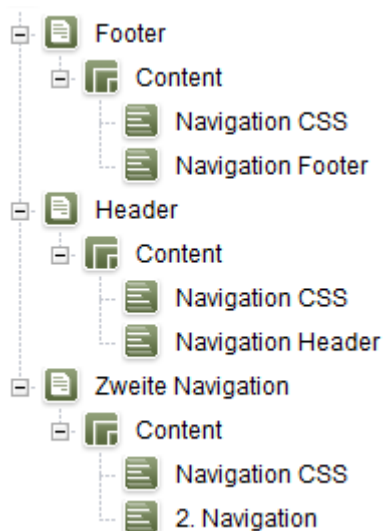 Footer
Content
Navigation CSS
Navigation Footer
Header
Content
Navigation CSS
Navigation Header
Zweite Navigation
Content
Navigation CSS
2. Navigation